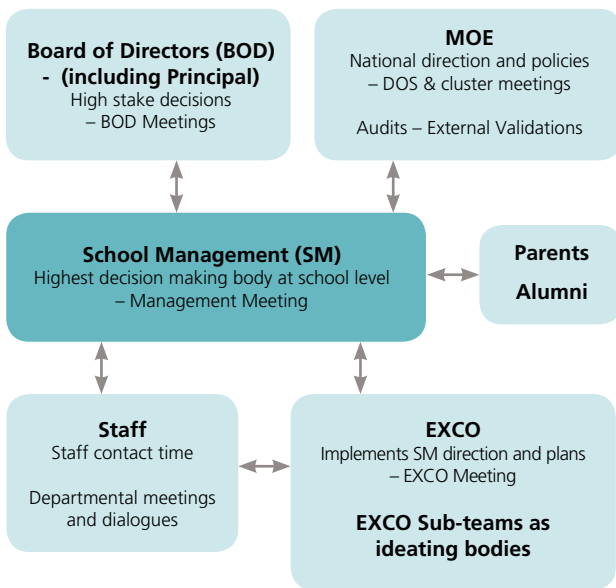 Board of Directors (BOD)
- (including Principal)
High stake decisions
– BOD Meetings
MOE
National direction and policies
– DOS & cluster meetings
Audits – External Validations
School Management (SM)
Highest decision making body at school level
– Management Meeting
Parents
Alumni
Staff
Staff contact time
Departmental meetings
and dialogues
EXCO
Implements SM direction and plans
– EXCO Meeting
EXCO Sub-teams as
ideating bodies